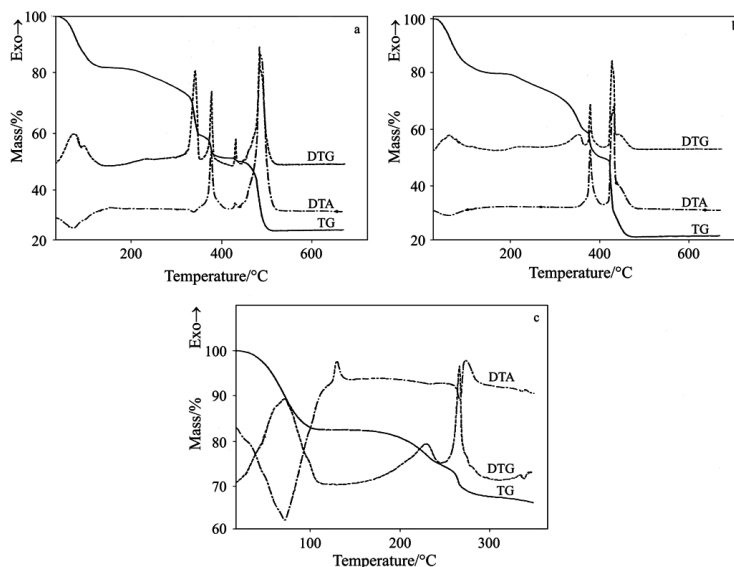 Exo→ a
100
80
60
40
20
Mass/%
DTG
DTA
TG
200 400 600
Temperature/°C
Exo→ b
100
80
60
40
20
Mass/%
DTG
DTA
TG
200 400 600
Temperature/°C
Exo→ c
100
90
80
70
60
Mass/%
DTA
DTG
TG
100 200 300
Temperature/°C